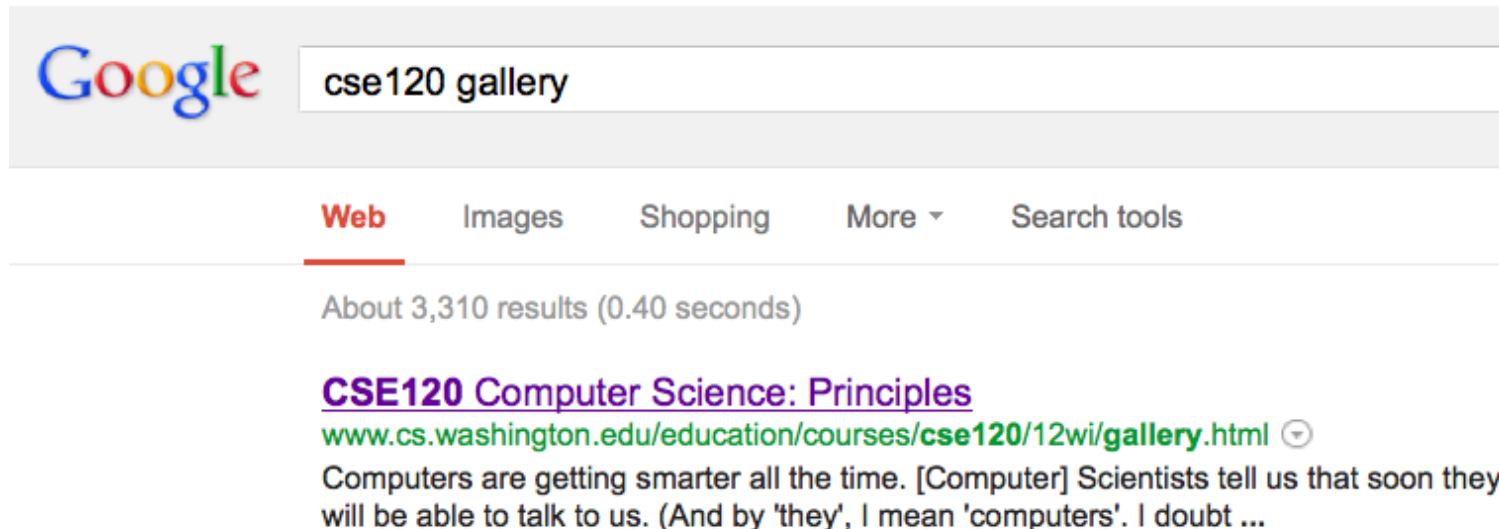 Google cse120 gallery
Web Images Shopping More Search tools
About 3,310 results (0.40 seconds)
CSE120 Computer Science: Principles
www.cs.washington.edu/education/courses/cse120/12wi/gallery.html
Computers are getting smarter all the time. [Computer] Scientists tell us that soon they
will be able to talk to us. (And by 'they', I mean 'computers'. I doubt ...